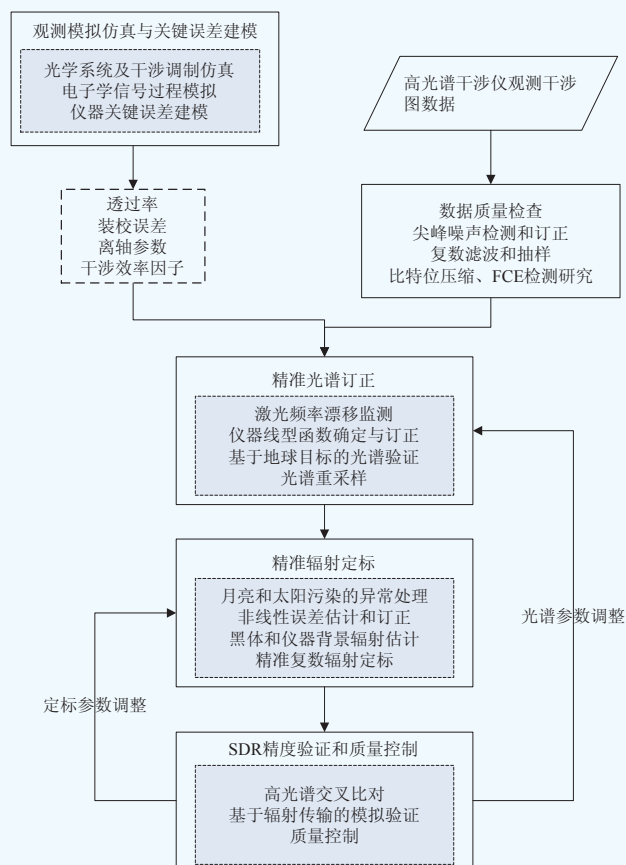 观测模拟仿真与关键误差建模
光学系统及干涉调制仿真
电子学信号过程模拟
仪器关键误差建模
高光谱干涉仪观测干涉
图数据
透过率
装校误差
离轴参数
干涉效率因子
数据质量检查
尖峰噪声检测和订正
复数滤波和抽样
比特位压缩、FCE检测研究
精准光谱订正
激光频率漂移监测
仪器线型函数确定与订正
基于地球目标的光谱验证
光谱重采样
精准辐射定标
月亮和太阳污染的异常处理
非线性误差估计和订正
黑体和仪器背景辐射估计
精准复数辐射定标
光谱参数调整
定标参数调整
SDR精度验证和质量控制
高光谱交叉比对
基于辐射传输的模拟验证
质量控制